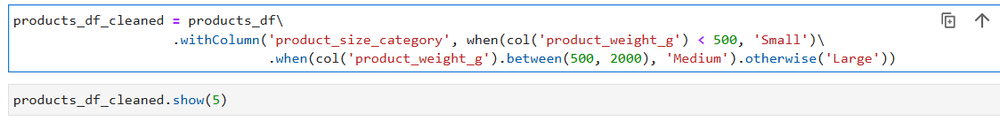 products_df_cleaned = products_df\
.withColumn('product_size_category', when(col('product_weight_g') < 500, 'Small')\
.when(col('product_weight_g').between(500, 2000), 'Medium').otherwise('Large'))
products_df_cleaned.show(5)